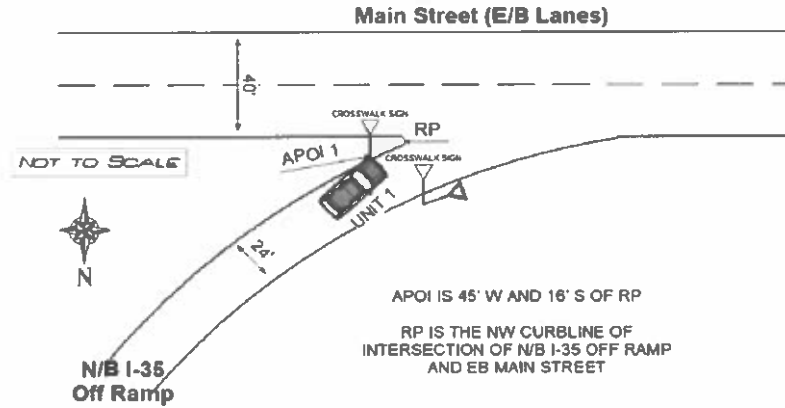 Main Street (E/B Lanes)
40'
CROSSWALK SIGN
RP
APOI 1
CROSSWALK SIGN
NOT TO SCALE
UNIT 1
24'
N
APOI IS 45' W AND 16' S OF RP
RP IS THE NW CURBLINE OF
INTERSECTION OF N/B I-35 OFF RAMP
AND EB MAIN STREET
N/B I-35
Off Ramp